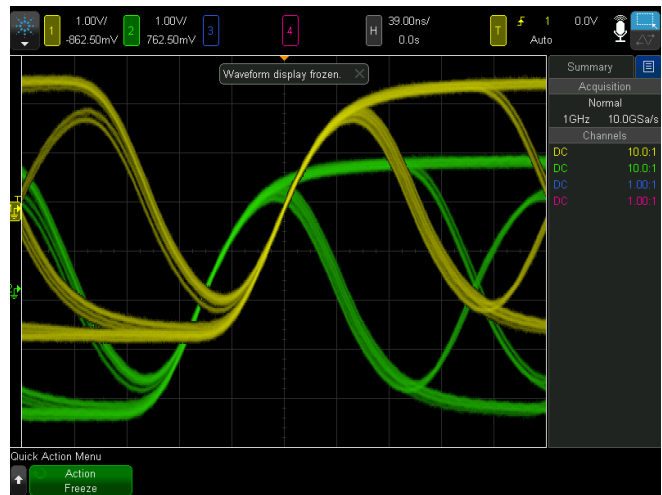 1 1.00V/ -862.50mV 2 1.00V/ 762.50mV 3 4 H 39.00ns/ 0.0s T 1 0.0V Auto
Waveform display frozen.
Summary
Acquisition
Normal
1GHz 10.0GSa/s
Channels
DC 10.0:1
DC 10.0:1
DC 1.00:1
DC 1.00:1
T
1
2
Quick Action Menu
Action
Freeze